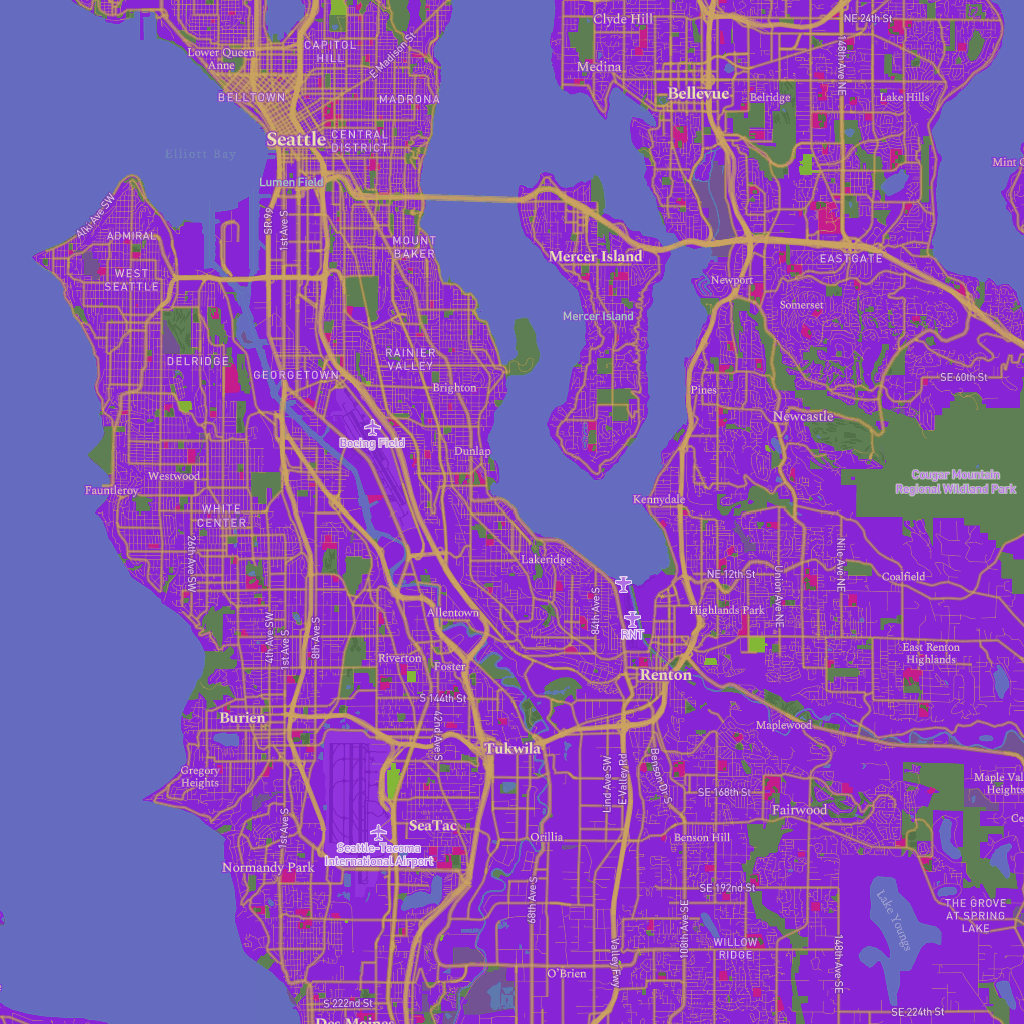 Clyde Hill
NE 24th St
CAPITOL
HILL
Lower Queen
Anne
E Madison St
148th Ave NE
Medina
BELLTOWN
MADRONA
Bellevue
Belridge
Lake Hills
Seattle
CENTRAL
DISTRICT
Elliott Bay
Lumen Field
Alki Ave SW
SR 99
1st Ave S
ADMIRAL
MOUNT
BAKER
Mercer Island
EASTGATE
WEST
SEATTLE
Newport
Somerset
Mercer Island
DELRIDGE
RAINIER
VALLEY
GEORGETOWN
Brighton
SE 60th St
Pines
Newcastle
Boeing Field
Dunlap
Westwood
Cougar Mountain
Regional Wildland Park
Fauntleroy
Kennydale
WHITE
CENTER
26th Ave SW
Lakeridge
NE 12th St
Union Ave NE
Nile Ave NE
Coalfield
84th Ave S
Allentown
Highlands Park
4th Ave SW
1st Ave S
8th Ave S
RNT
East Renton
Highlands
Riverton
Foster
Renton
S 144th St
Burien
42nd Ave S
Maplewood
Tukwila
Gregory
Heights
Lind Ave SW
E Valley Rd
Benson Dr S
SE 168th St
Maple Val
Heights
Fairwood
1st Ave S
SeaTac
Orillia
Benson Hill
Seattle-Tacoma
International Airport
Normandy Park
68th Ave S
SE 192nd St
108th Ave SE
Lake Youngs
THE GROVE
AT SPRING
LAKE
WILLOW
RIDGE
148th Ave SE
Valley Fwy
O'Brien
S 222nd St
SE 224th St
Des Moines